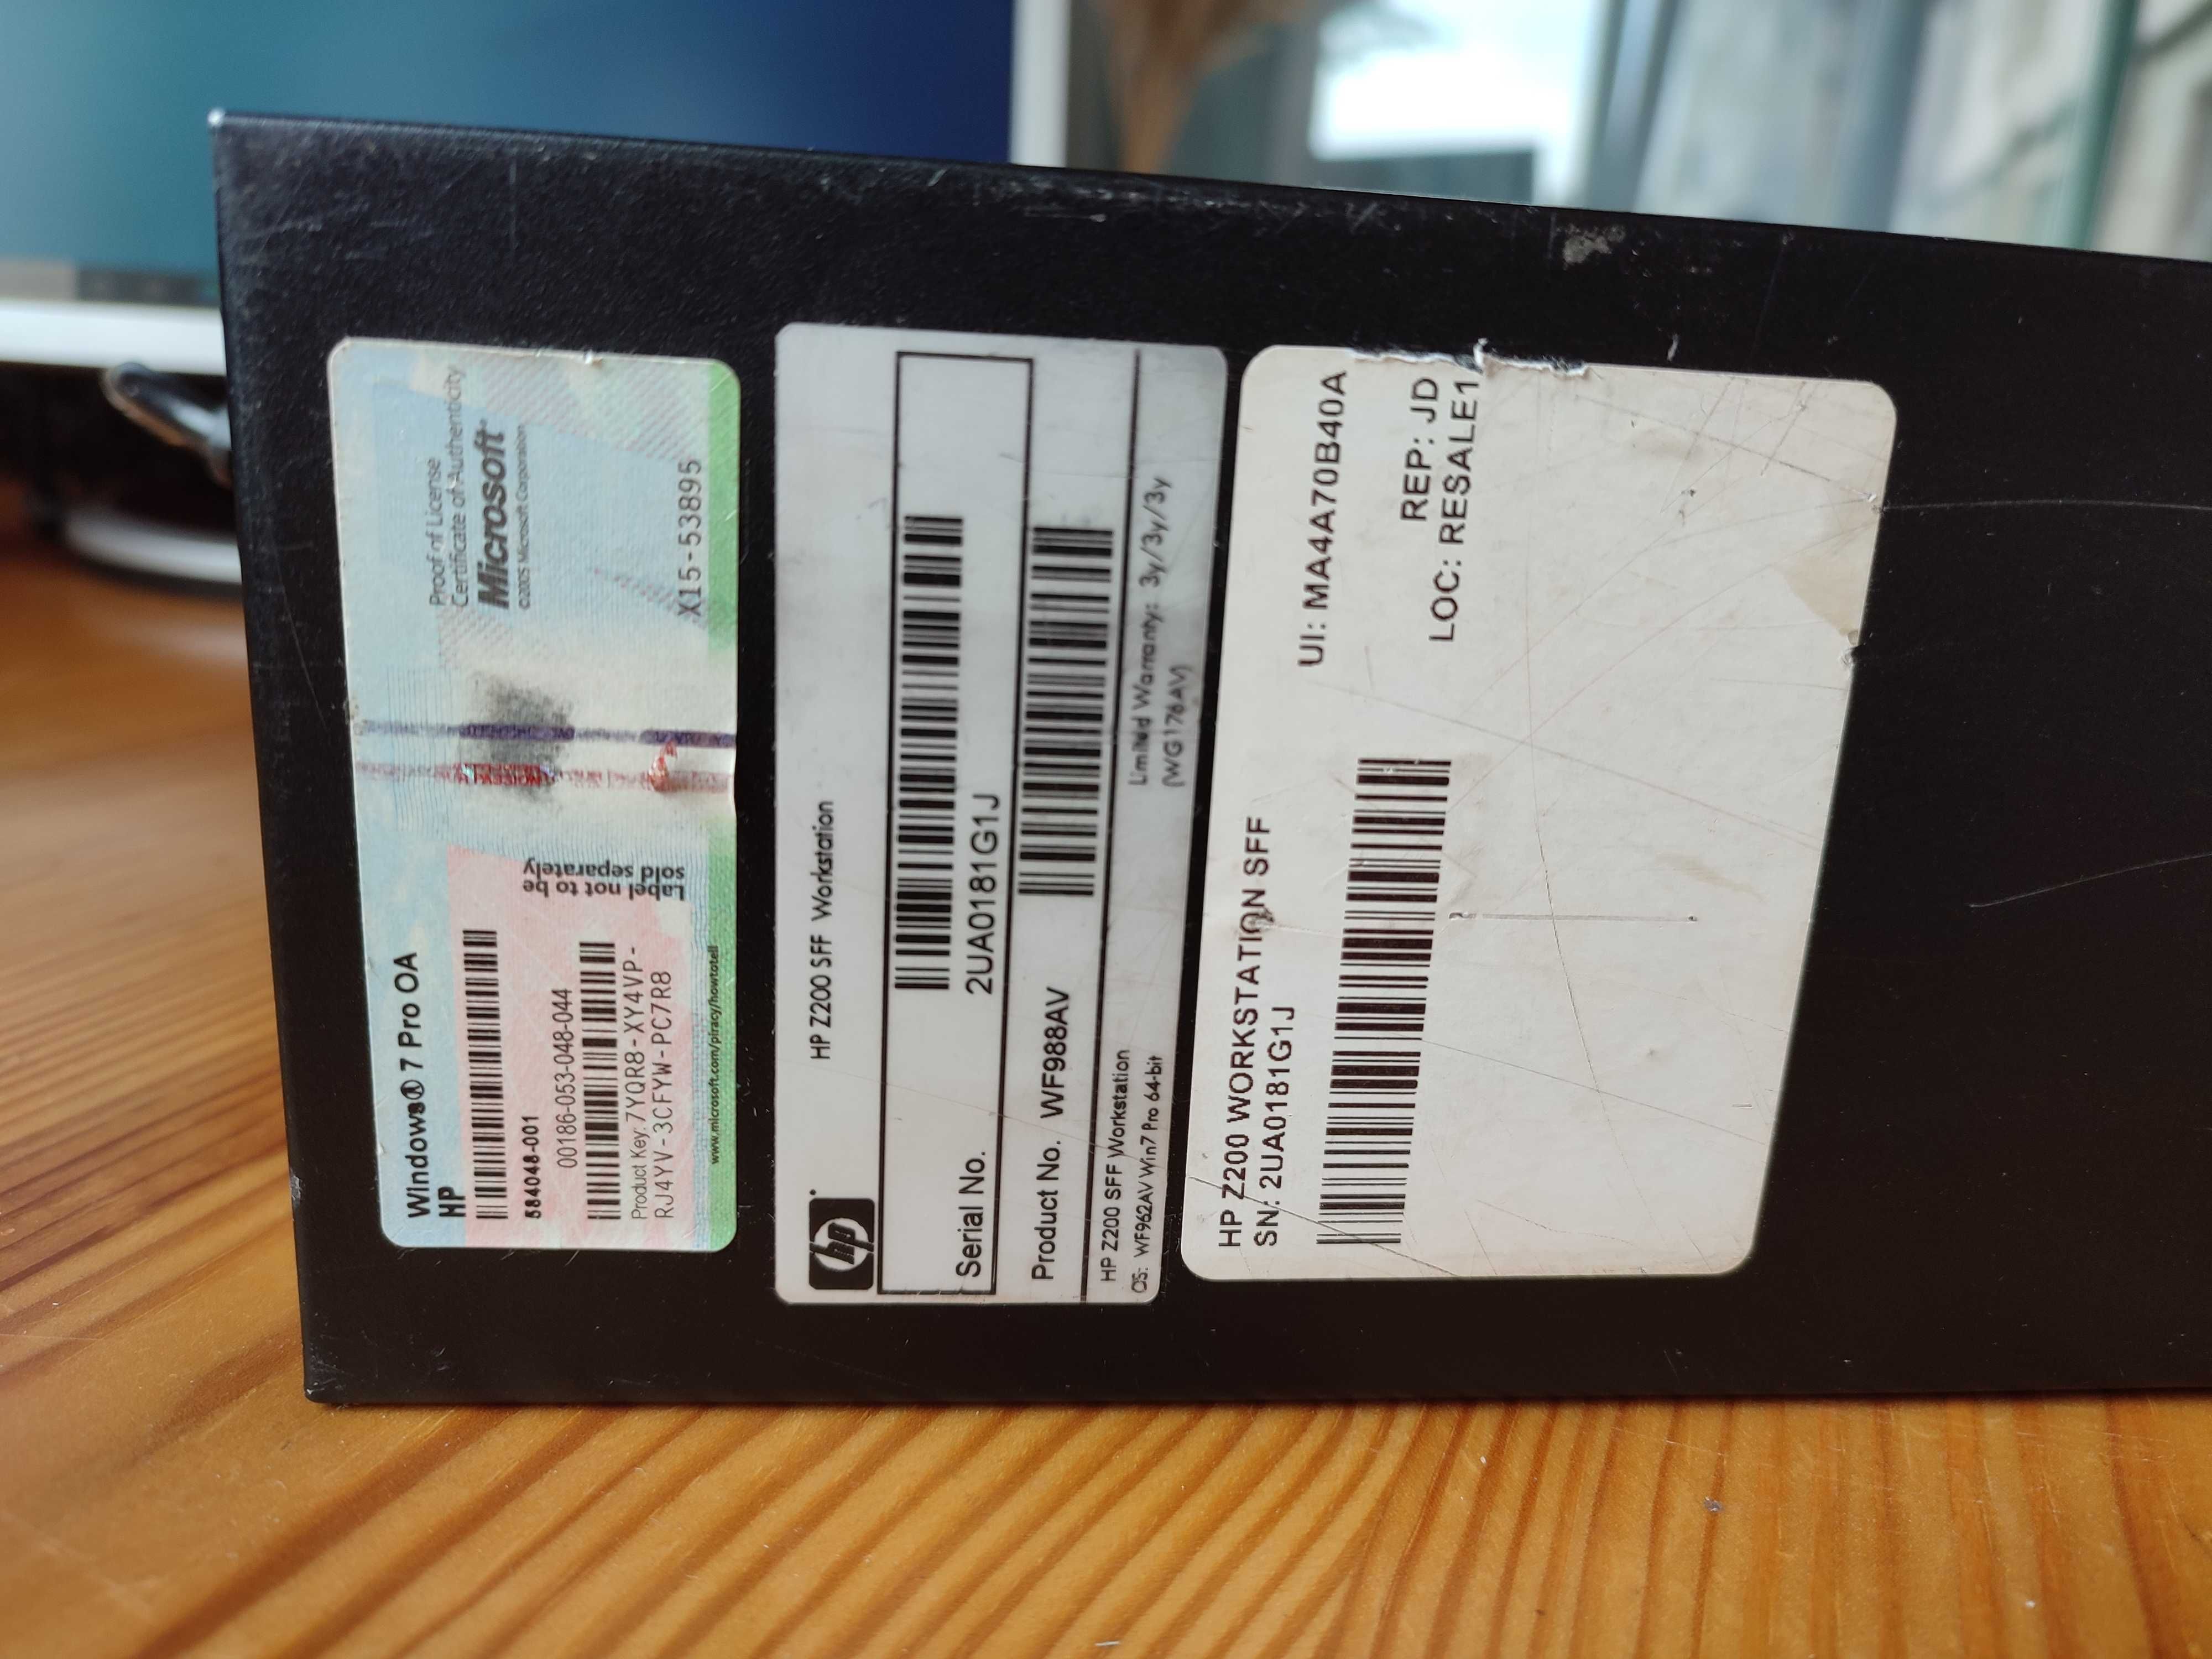 Windows® 7 Pro OA
HP
584048-001
00186-053-048-044
Product Key: 7YQR8-XY4VP-
RJ4YV-3CFYW-PC7R8
www.microsoft.com/piracy/howtotell
Label not to be
sold separately
Proof of License
Certificate of Authenticity
Microsoft®
©2005 Microsoft Corporation
X15-53895
hp
HP Z200 SFF Workstation
Serial No.
2UA0181G1J
Product No. WF988AV
HP Z200 SFF Workstation
Limited Warranty: 3y/3y/3y
OS: WF962AV Win7 Pro 64-bit
(WG176AV)
HP Z200 WORKSTATION SFF
SN: 2UA0181G1J
UI: MA4A70B40A
REP: JD
LOC: RESALE1